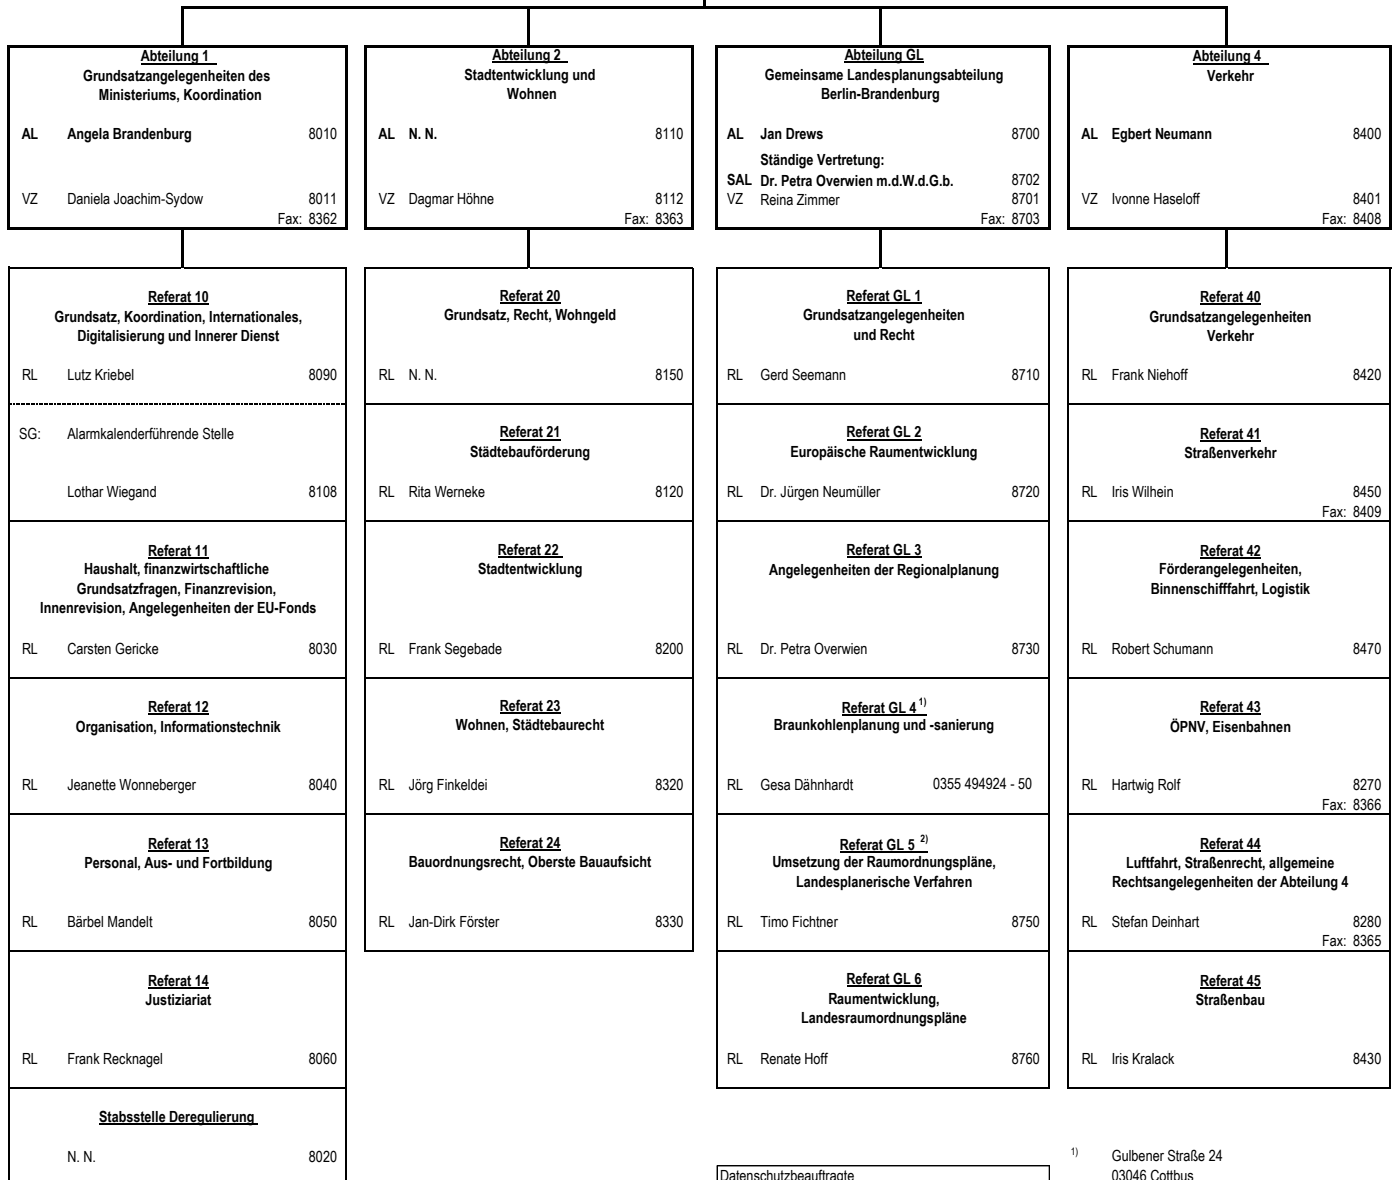 Abteilung 1
Grundsatzangelegenheiten des
Ministeriums, Koordination
AL Angela Brandenburg 8010
VZ Daniela Joachim-Sydow 8011
Fax: 8362
Abteilung 2
Stadtentwicklung und
Wohnen
AL N. N. 8110
VZ Dagmar Höhne 8112
Fax: 8363
Abteilung GL
Gemeinsame Landesplanungsabteilung
Berlin-Brandenburg
AL Jan Drews 8700
Ständige Vertretung:
SAL Dr. Petra Overwien m.d.W.d.G.b. 8702
VZ Reina Zimmer 8701
Fax: 8703
Abteilung 4
Verkehr
AL Egbert Neumann 8400
VZ Ivonne Haseloff 8401
Fax: 8408
Referat 10
Grundsatz, Koordination, Internationales,
Digitalisierung und Innerer Dienst
RL Lutz Kriebel 8090
SG: Alarmkalenderführende Stelle
Lothar Wiegand 8108
Referat 11
Haushalt, finanzwirtschaftliche
Grundsatzfragen, Finanzrevision,
Innenrevision, Angelegenheiten der EU-Fonds
RL Carsten Gericke 8030
Referat 12
Organisation, Informationstechnik
RL Jeanette Wonneberger 8040
Referat 13
Personal, Aus- und Fortbildung
RL Bärbel Mandelt 8050
Referat 14
Justiziariat
RL Frank Recknagel 8060
Stabsstelle Deregulierung
N. N. 8020
Referat 20
Grundsatz, Recht, Wohngeld
RL N. N. 8150
Referat 21
Städtebauförderung
RL Rita Werneke 8120
Referat 22
Stadtentwicklung
RL Frank Segebade 8200
Referat 23
Wohnen, Städtebaurecht
RL Jörg Finkeldei 8320
Referat 24
Bauordnungsrecht, Oberste Bauaufsicht
RL Jan-Dirk Förster 8330
Referat GL 1
Grundsatzangelegenheiten
und Recht
RL Gerd Seemann 8710
Referat GL 2
Europäische Raumentwicklung
RL Dr. Jürgen Neumüller 8720
Referat GL 3
Angelegenheiten der Regionalplanung
RL Dr. Petra Overwien 8730
Referat GL 4 1)
Braunkohlenplanung und -sanierung
RL Gesa Dähnhardt 0355 494924 - 50
Referat GL 5 2)
Umsetzung der Raumordnungspläne,
Landesplanerische Verfahren
RL Timo Fichtner 8750
Referat GL 6
Raumentwicklung,
Landesraumordnungspläne
RL Renate Hoff 8760
Datenschutzbeauftragte
Referat 40
Grundsatzangelegenheiten
Verkehr
RL Frank Niehoff 8420
Referat 41
Straßenverkehr
RL Iris Wilhein 8450
Fax: 8409
Referat 42
Förderangelegenheiten,
Binnenschifffahrt, Logistik
RL Robert Schumann 8470
Referat 43
ÖPNV, Eisenbahnen
RL Hartwig Rolf 8270
Fax: 8366
Referat 44
Luftfahrt, Straßenrecht, allgemeine
Rechtsangelegenheiten der Abteilung 4
RL Stefan Deinhart 8280
Fax: 8365
Referat 45
Straßenbau
RL Iris Kralack 8430
1) Gulbener Straße 24
03046 Cottbus